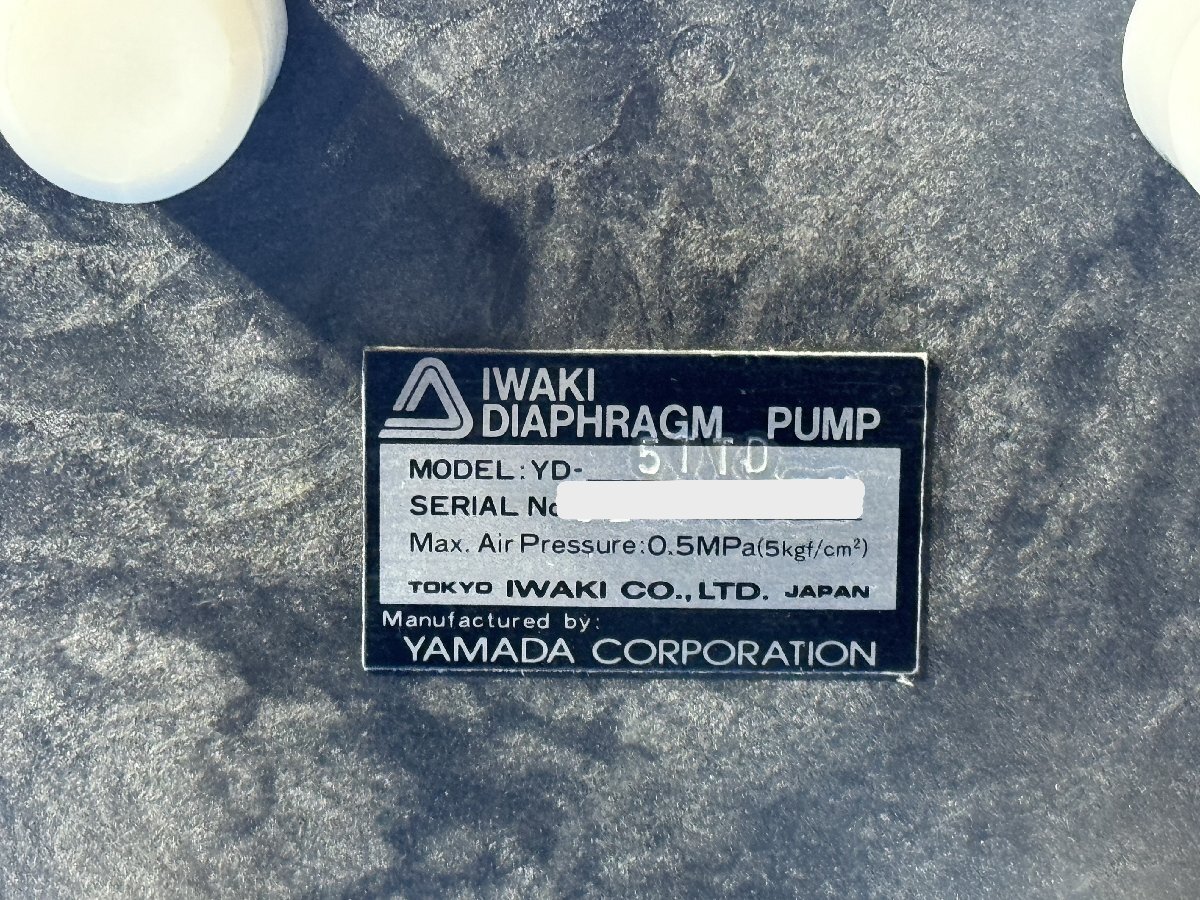 IWAKI
DIAPHRAGM PUMP
MODEL: YD-
SERIAL No
Max. Air Pressure: 0.5MPa(5kgf/cm²)
TOKYO IWAKI CO., LTD. JAPAN
Manufactured by:
YAMADA CORPORATION